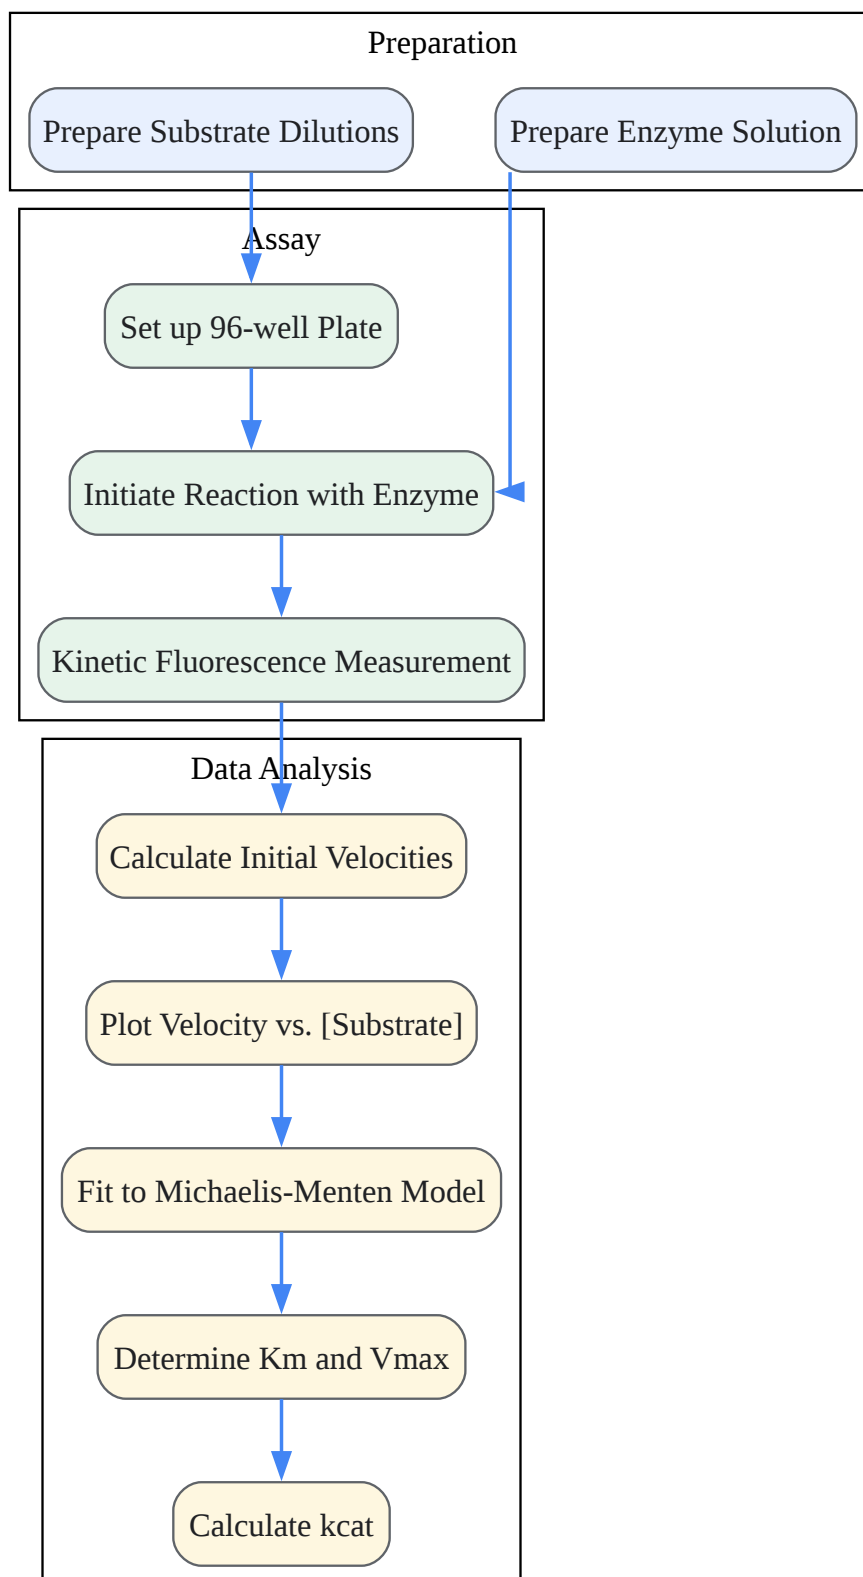 Preparation
Prepare Substrate Dilutions
Prepare Enzyme Solution
Assay
Set up 96-well Plate
Initiate Reaction with Enzyme
Kinetic Fluorescence Measurement
Data Analysis
Calculate Initial Velocities
Plot Velocity vs. [Substrate]
Fit to Michaelis-Menten Model
Determine Km and Vmax
Calculate kcat